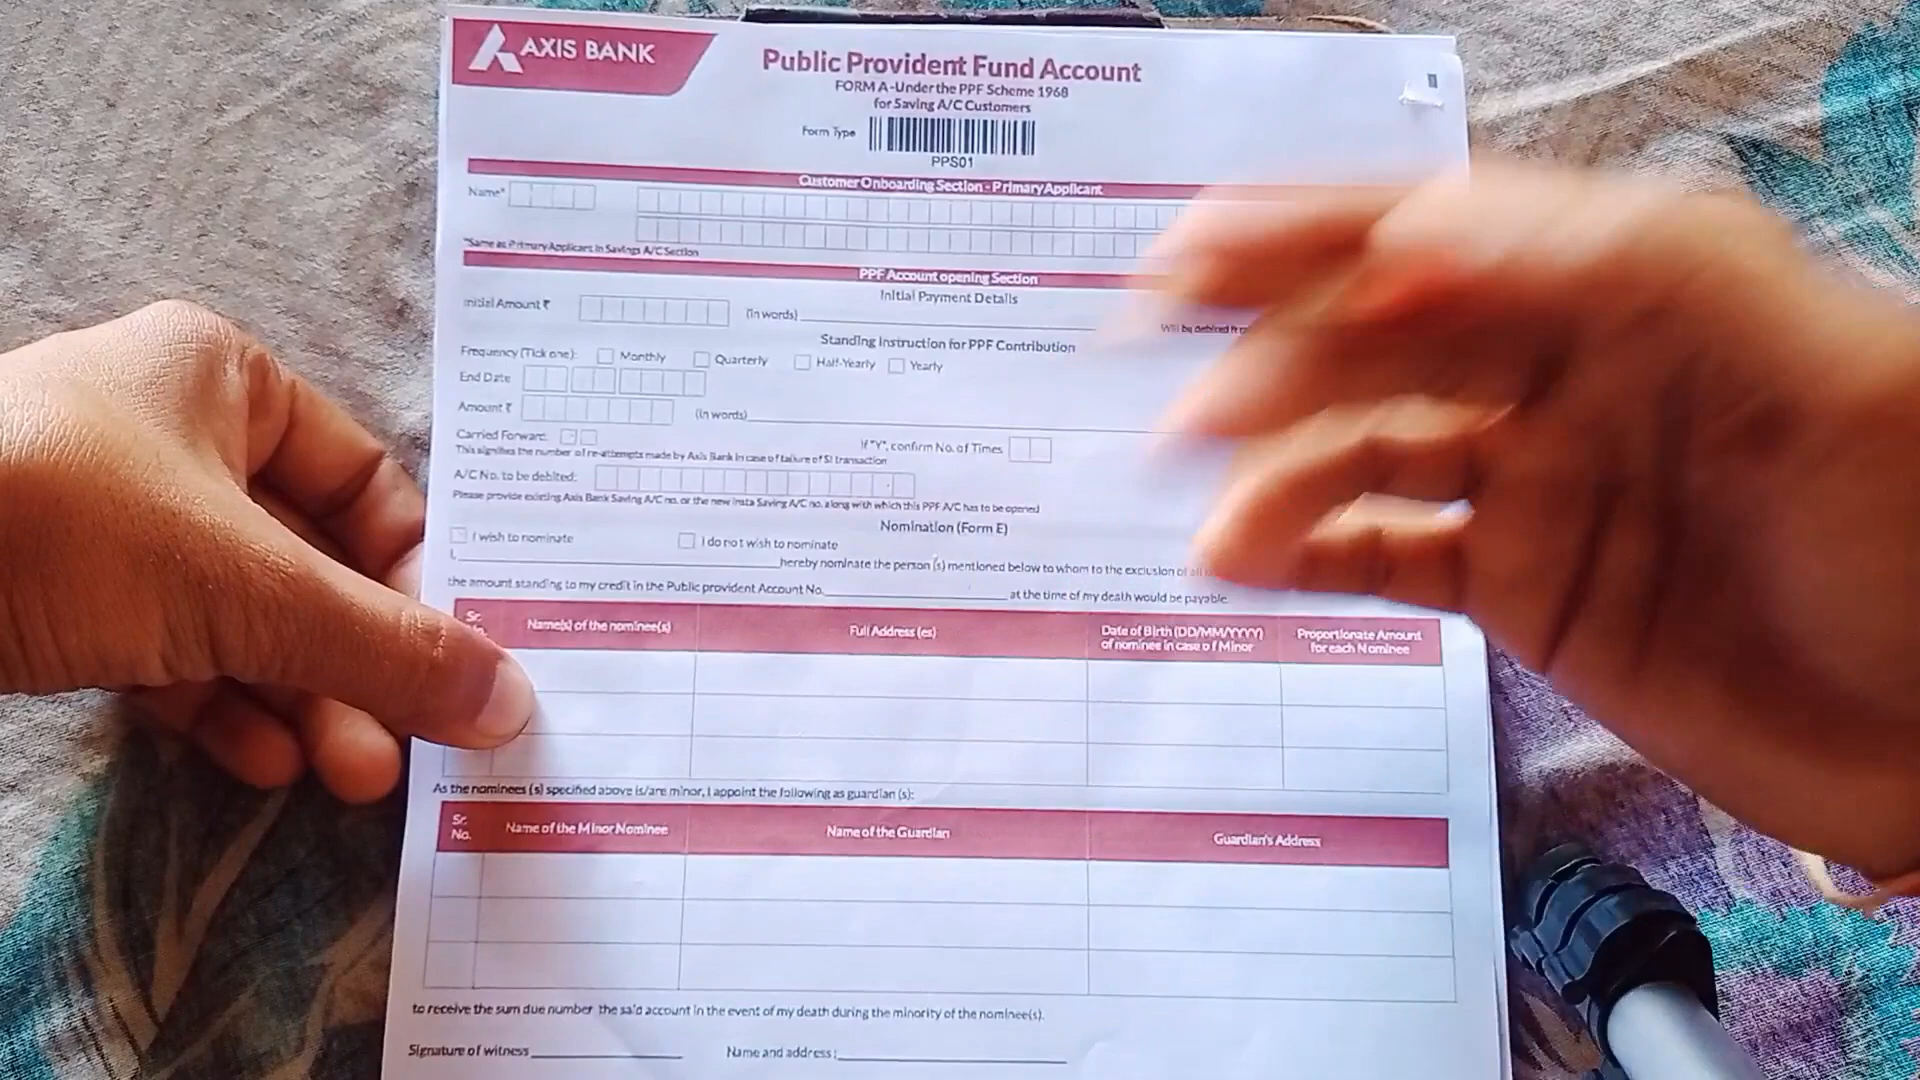 AXIS BANK
Public Provident Fund Account
FORM A - Under the PPF Scheme 1968
for Saving A/C Customers
Form Type
PPS01
Customer Onboarding Section - Primary Applicant
Name*
*Same as Primary Applicant in Savings A/C Section
PPF Account opening Section
Initial Payment Details
Initial Amount ₹ (In words) Will be debited
Standing Instruction for PPF Contribution
Frequency (Tick one): Monthly Quarterly Half-Yearly Yearly
End Date
Amount ₹ (In words)
Carried Forward: If "Y", confirm No. of Times
This signifies the number of re-attempts made by Axis Bank in case of failure of SI transaction
A/C No. to be debited:
Please provide existing Axis Bank Saving A/C no. or the new insta Saving A/C no. along with which this PPF A/C has to be opened
Nomination (Form E)
I wish to nominate I do not wish to nominate
I, hereby nominate the person (s) mentioned below to whom to the exclusion of all
the amount standing to my credit in the Public provident Account No. at the time of my death would be payable.
Sr. Name(s) of the nominee(s) Full Address (es) Date of Birth (DD/MM/YYYY) of nominee in case of Minor Proportionate Amount for each Nominee
As the nominees (s) specified above is/are minor, I appoint the following as guardian (s):
Sr. No. Name of the Minor Nominee Name of the Guardian Guardian's Address
to receive the sum due number the said account in the event of my death during the minority of the nominee(s).
Signature of witness Name and address :